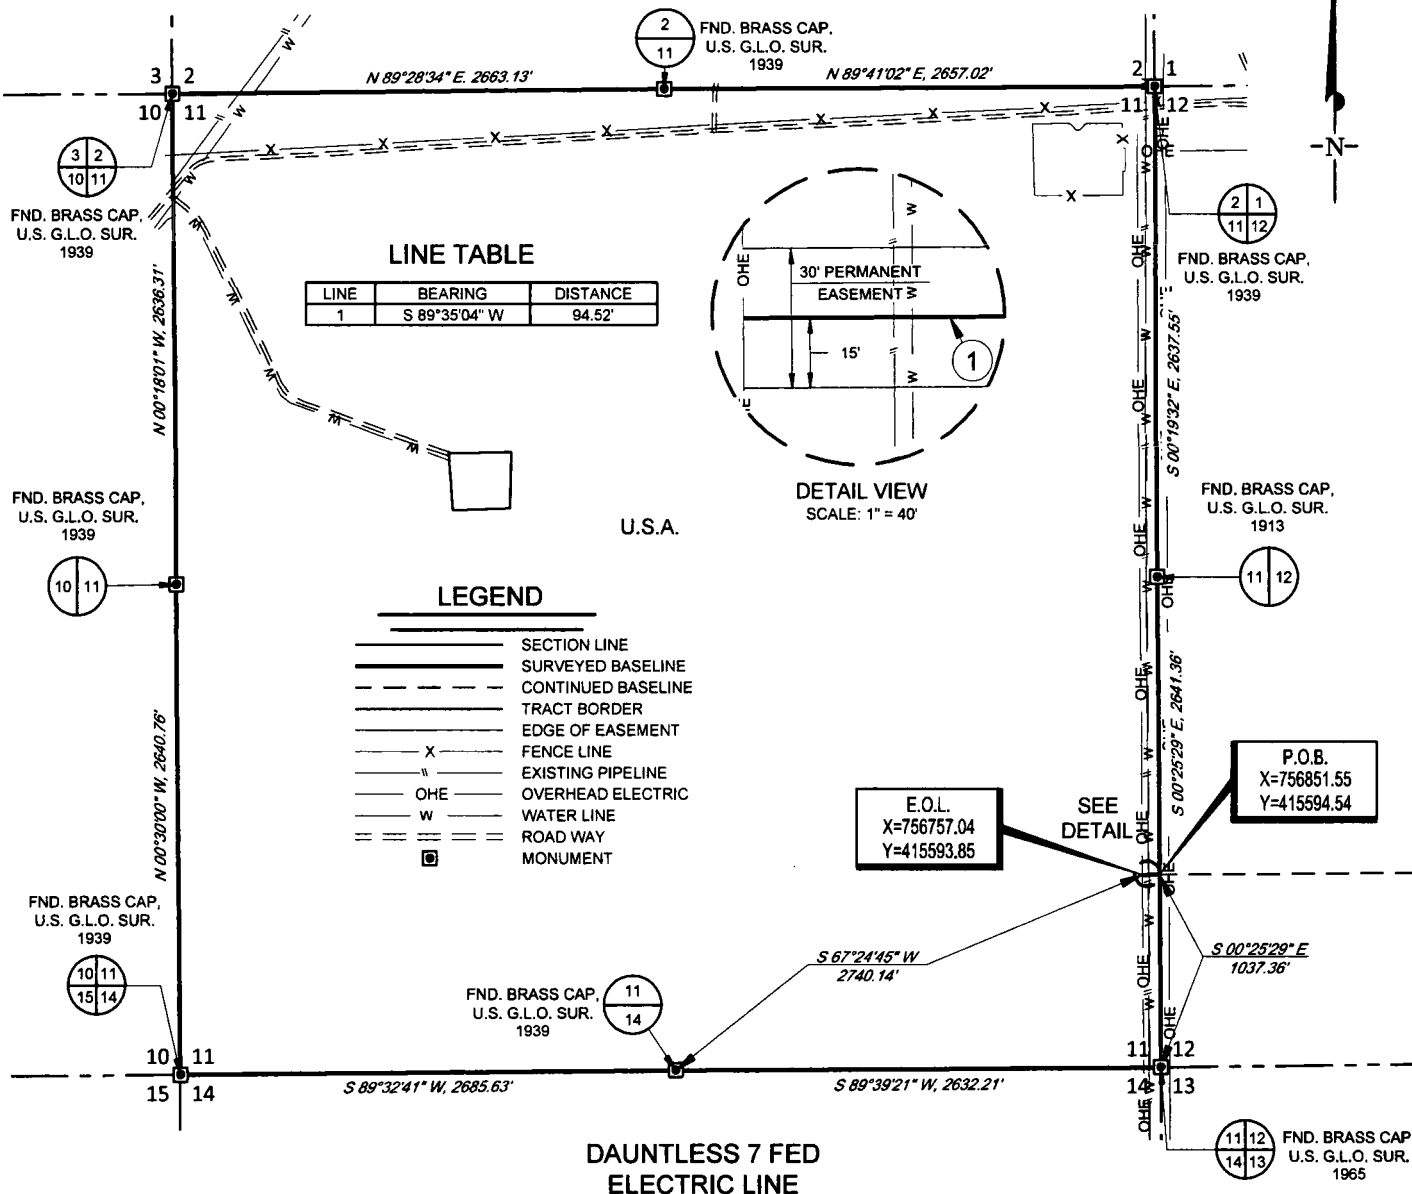 2
11
FND. BRASS CAP,
U.S. G.L.O. SUR.
1939
N 89°28'34" E, 2663.13'
N 89°41'02" E, 2657.02'
3 2
10 11
2 1
11 12
3 2
10 11
FND. BRASS CAP,
U.S. G.L.O. SUR.
1939
2 1
11 12
FND. BRASS CAP,
U.S. G.L.O. SUR.
1939
-N-
LINE TABLE
LINE BEARING DISTANCE
1 S 89°35'04" W 94.52'
30' PERMANENT
EASEMENT
15'
1
OHE
W
W
DETAIL VIEW
SCALE: 1" = 40'
N 00°18'01" W, 2636.31'
S 00°19'32" E, 2637.55'
FND. BRASS CAP,
U.S. G.L.O. SUR.
1939
10 11
U.S.A.
FND. BRASS CAP,
U.S. G.L.O. SUR.
1913
11 12
LEGEND
SECTION LINE
SURVEYED BASELINE
CONTINUED BASELINE
TRACT BORDER
EDGE OF EASEMENT
X FENCE LINE
EXISTING PIPELINE
OHE OVERHEAD ELECTRIC
W WATER LINE
ROAD WAY
MONUMENT
N 00°30'00" W, 2640.76'
S 00°25'29" E, 2641.36'
E.O.L.
X=756757.04
Y=415593.85
SEE
DETAIL
P.O.B.
X=756851.55
Y=415594.54
FND. BRASS CAP,
U.S. G.L.O. SUR.
1939
10 11
15 14
S 67°24'45" W
2740.14'
S 00°25'29" E
1037.36'
FND. BRASS CAP,
U.S. G.L.O. SUR.
1939
11
14
10 11
15 14
11 12
14 13
S 89°32'41" W, 2685.63'
S 89°39'21" W, 2632.21'
11 12
14 13
FND. BRASS CAP
U.S. G.L.O. SUR.
1965
DAUNTLESS 7 FED
ELECTRIC LINE